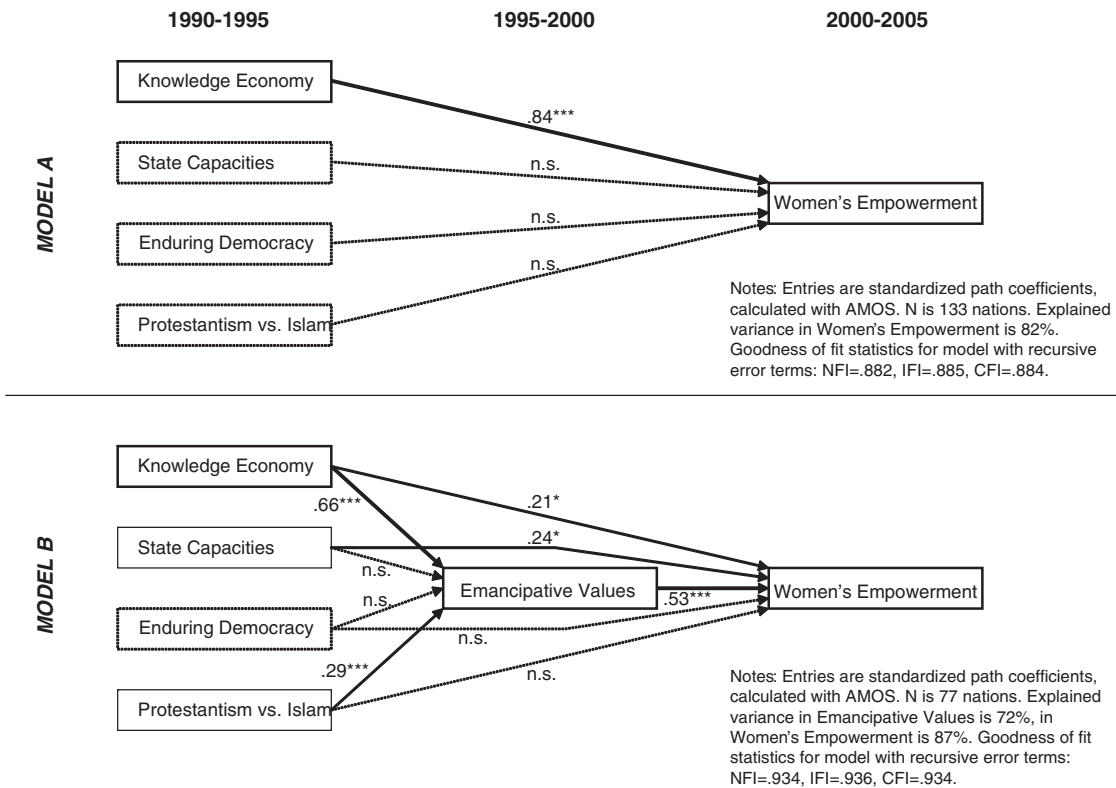 1990-1995
1995-2000
2000-2005
MODEL A
Knowledge Economy
.84***
State Capacities
n.s.
Women's Empowerment
Enduring Democracy
n.s.
n.s.
Protestantism vs. Islam
Notes: Entries are standardized path coefficients,
calculated with AMOS. N is 133 nations. Explained
variance in Women's Empowerment is 82%.
Goodness of fit statistics for model with recursive
error terms: NFI=.882, IFI=.885, CFI=.884.
MODEL B
Knowledge Economy
.66***
.21*
State Capacities
.24*
n.s.
Emancipative Values
.53***
Women's Empowerment
n.s.
Enduring Democracy
n.s.
.29***
n.s.
Protestantism vs. Islam
Notes: Entries are standardized path coefficients,
calculated with AMOS. N is 77 nations. Explained
variance in Emancipative Values is 72%, in
Women's Empowerment is 87%. Goodness of fit
statistics for model with recursive error terms:
NFI=.934, IFI=.936, CFI=.934.